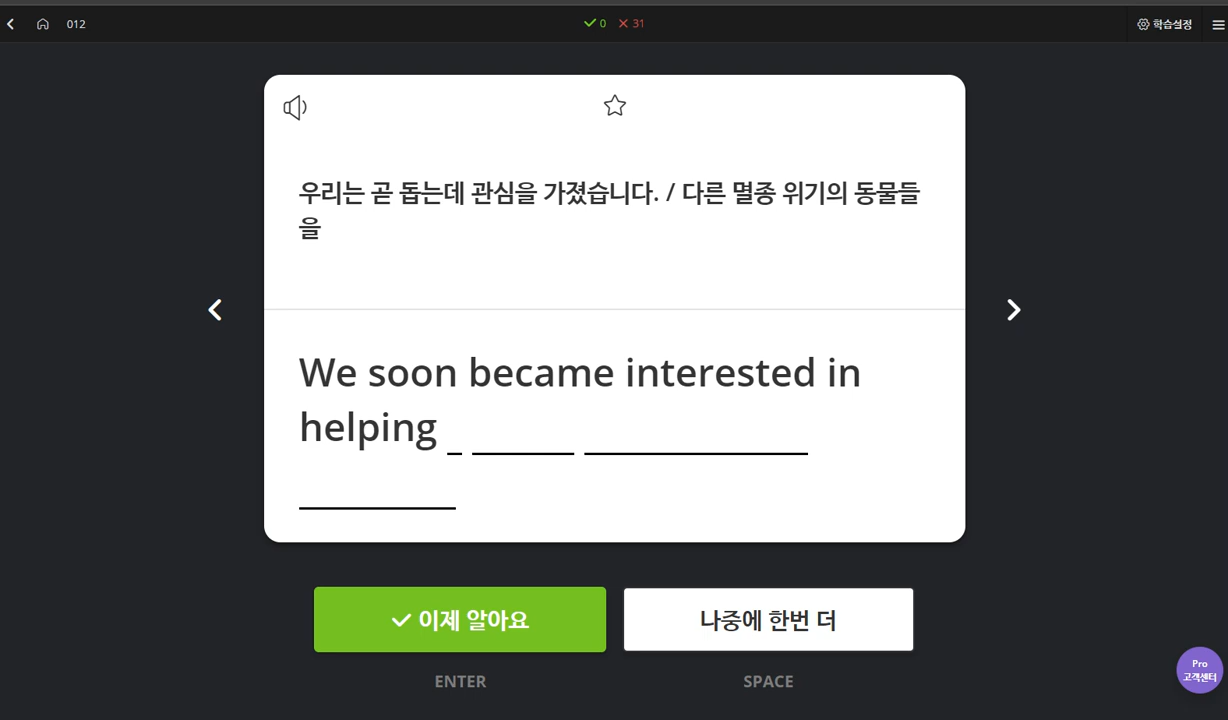 012
0
31
학습설정
우리는 곧 돕는데 관심을 가졌습니다. / 다른 멸종 위기의 동물들
을
We soon became interested in
helping _ ____ ________
_____
이제 알아요
나중에 한번 더
ENTER
SPACE
Pro
고객센터